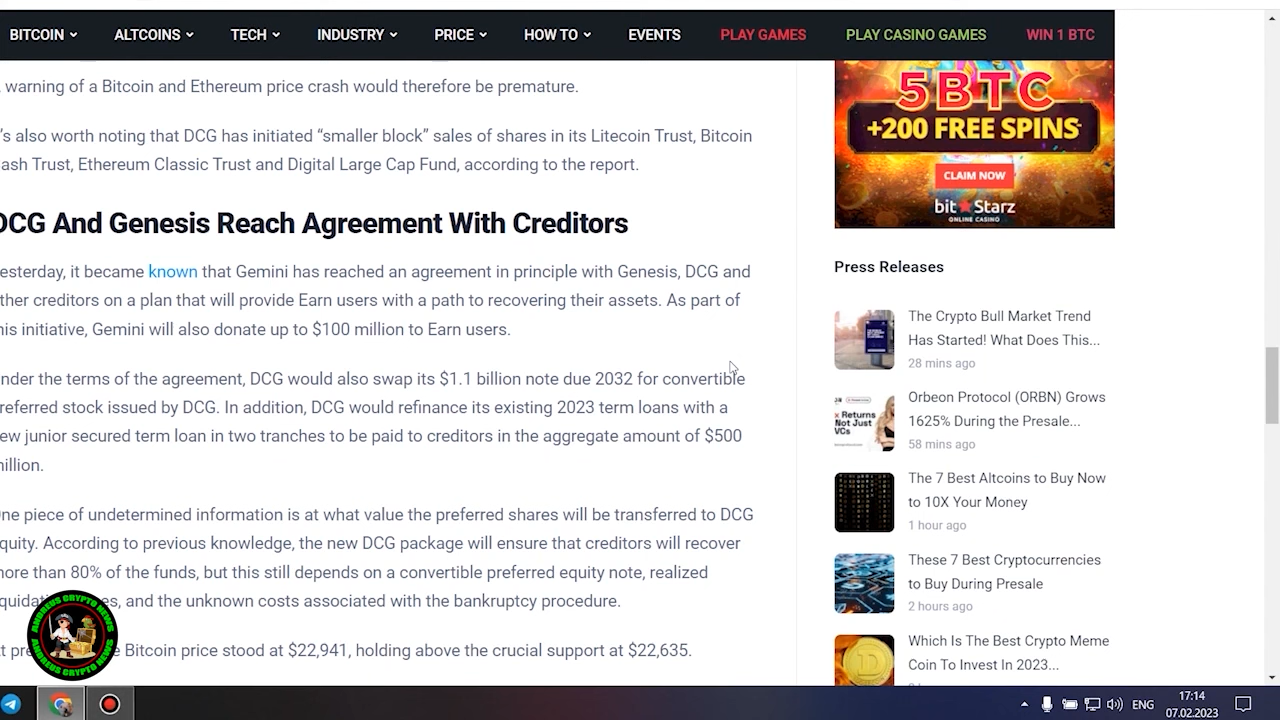 BITCOIN ALTCOINS TECH INDUSTRY PRICE HOW TO EVENTS PLAY GAMES PLAY CASINO GAMES WIN 1 BTC
, warning of a Bitcoin and Ethereum price crash would therefore be premature.
's also worth noting that DCG has initiated “smaller block” sales of shares in its Litecoin Trust, Bitcoin
ash Trust, Ethereum Classic Trust and Digital Large Cap Fund, according to the report.
DCG And Genesis Reach Agreement With Creditors
esterday, it became known that Gemini has reached an agreement in principle with Genesis, DCG and
ther creditors on a plan that will provide Earn users with a path to recovering their assets. As part of
his initiative, Gemini will also donate up to $100 million to Earn users.
nder the terms of the agreement, DCG would also swap its $1.1 billion note due 2032 for convertible
referred stock issued by DCG. In addition, DCG would refinance its existing 2023 term loans with a
ew junior secured term loan in two tranches to be paid to creditors in the aggregate amount of $500
million.
One piece of undetermined information is at what value the preferred shares will be transferred to DCG
quity. According to previous knowledge, the new DCG package will ensure that creditors will recover
more than 80% of the funds, but this still depends on a convertible preferred equity note, realized
and the unknown costs associated with the bankruptcy procedure.
Bitcoin price stood at $22,941, holding above the crucial support at $22,635.
5BTC
+200 FREE SPINS
CLAIM NOW
bitStarz
ONLINE CASINO
Press Releases
The Crypto Bull Market Trend
Has Started! What Does This...
28 mins ago
Returns
Not Just
VCs
Orbeon Protocol (ORBN) Grows
1625% During the Presale...
58 mins ago
The 7 Best Altcoins to Buy Now
to 10X Your Money
1 hour ago
These 7 Best Cryptocurrencies
to Buy During Presale
2 hours ago
Which Is The Best Crypto Meme
Coin To Invest In 2023...
ANDREUS CRYPTO NEWS
ANDREUS CRYPTO NEWS
ENG
17:14
07.02.2023